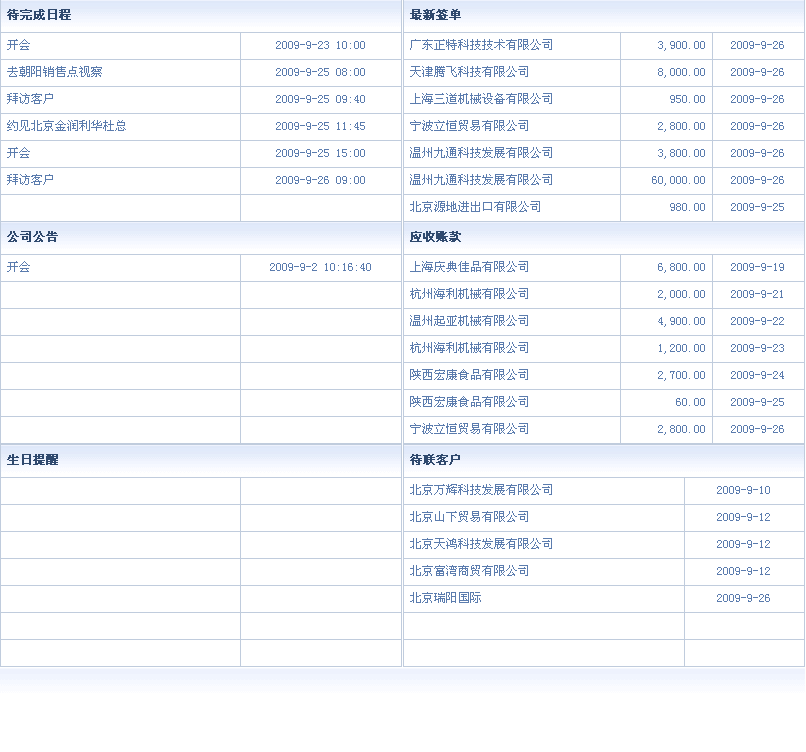 待完成日程
开会 2009-9-23 10:00
去朝阳销售点视察 2009-9-25 08:00
拜访客户 2009-9-25 09:40
约见北京金润利华杜总 2009-9-25 11:45
开会 2009-9-25 15:00
拜访客户 2009-9-26 09:00
最新签单
广东正特科技技术有限公司 3,900.00 2009-9-26
天津腾飞科技有限公司 8,000.00 2009-9-26
上海三道机械设备有限公司 950.00 2009-9-26
宁波立恒贸易有限公司 2,800.00 2009-9-26
温州九通科技发展有限公司 3,800.00 2009-9-26
温州九通科技发展有限公司 60,000.00 2009-9-26
北京源地进出口有限公司 980.00 2009-9-25
公司公告
开会 2009-9-2 10:16:40
应收账款
上海庆典佳品有限公司 6,800.00 2009-9-19
杭州海利机械有限公司 2,000.00 2009-9-21
温州起亚机械有限公司 4,900.00 2009-9-22
杭州海利机械有限公司 1,200.00 2009-9-23
陕西宏康食品有限公司 2,700.00 2009-9-24
陕西宏康食品有限公司 60.00 2009-9-25
宁波立恒贸易有限公司 2,800.00 2009-9-26
生日提醒
待联客户
北京万辉科技发展有限公司 2009-9-10
北京山下贸易有限公司 2009-9-12
北京天鸿科技发展有限公司 2009-9-12
北京富湾商贸有限公司 2009-9-12
北京瑞阳国际 2009-9-26